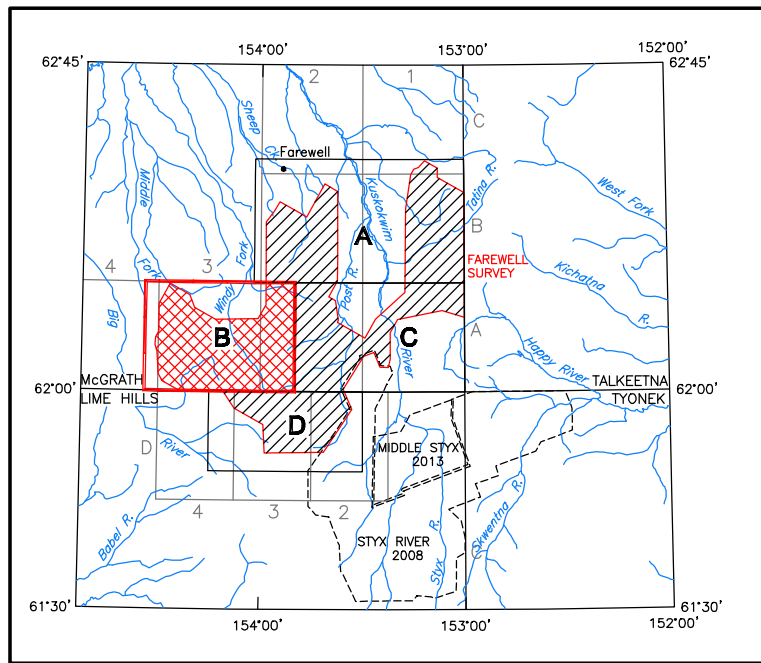 154°00'
153°00'
152°00'
62°45'
62°45'
2
1
Sheep
Ck
Farewell
C
Middle
Kuskokwim
Tatina R.
West Fork
B
A
Fork
FAREWELL
SURVEY
4
3
Fork
Windy
Post R.
Kichatna
R.
Big
B
C
A
River
Happy River
McGRATH
TALKEETNA
62°00'
62°00'
LIME HILLS
TYONEK
D
D
River
MIDDLE STYX
2013
4
3
2
Babel R.
STYX RIVER
2008
R.
Styx
Skwentna R.
C
61°30'
61°30'
154°00'
153°00'
152°00'